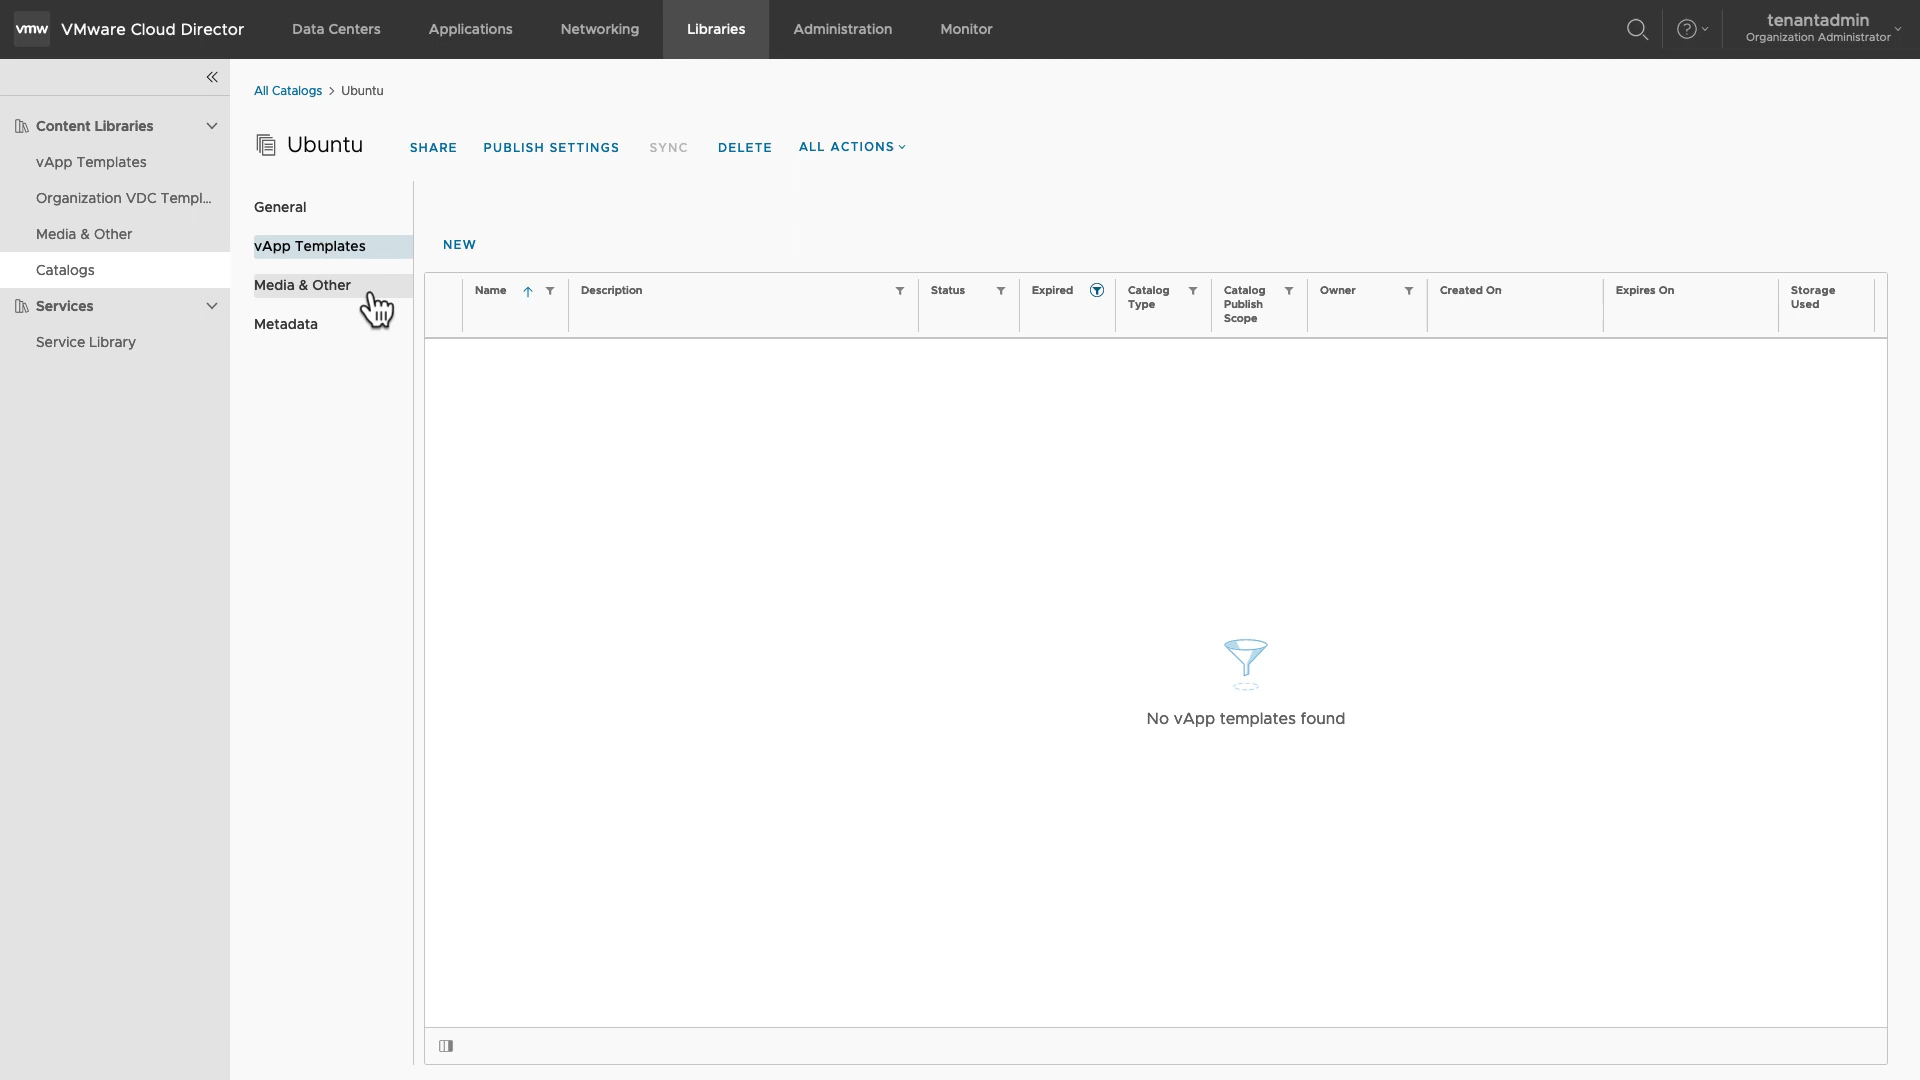 vmw VMware Cloud Director Data Centers Applications Networking Libraries Administration Monitor tenantadmin
Organization Administrator
Content Libraries
vApp Templates
Organization VDC Templ...
Media & Other
Catalogs
Services
Service Library
All Catalogs > Ubuntu
Ubuntu SHARE PUBLISH SETTINGS SYNC DELETE ALL ACTIONS
General
vApp Templates
Media & Other
Metadata
NEW
Name Description Status Expired Catalog Type Catalog Publish Scope Owner Created On Expires On Storage Used
No vApp templates found